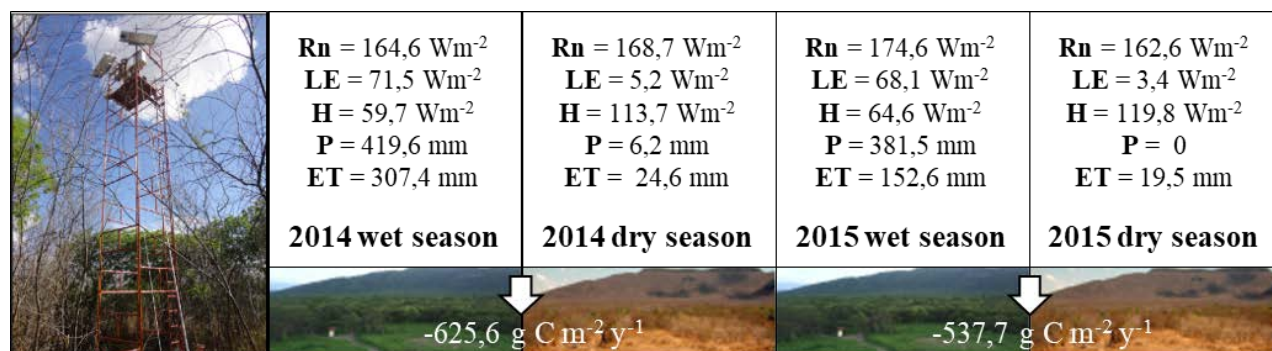 Rn = 164,6 Wm⁻²
LE = 71,5 Wm⁻²
H = 59,7 Wm⁻²
P = 419,6 mm
ET = 307,4 mm
2014 wet season
Rn = 168,7 Wm⁻²
LE = 5,2 Wm⁻²
H = 113,7 Wm⁻²
P = 6,2 mm
ET = 24,6 mm
2014 dry season
Rn = 174,6 Wm⁻²
LE = 68,1 Wm⁻²
H = 64,6 Wm⁻²
P = 381,5 mm
ET = 152,6 mm
2015 wet season
Rn = 162,6 Wm⁻²
LE = 3,4 Wm⁻²
H = 119,8 Wm⁻²
P = 0
ET = 19,5 mm
2015 dry season
-625,6 g C m⁻² y⁻¹
-537,7 g C m⁻² y⁻¹